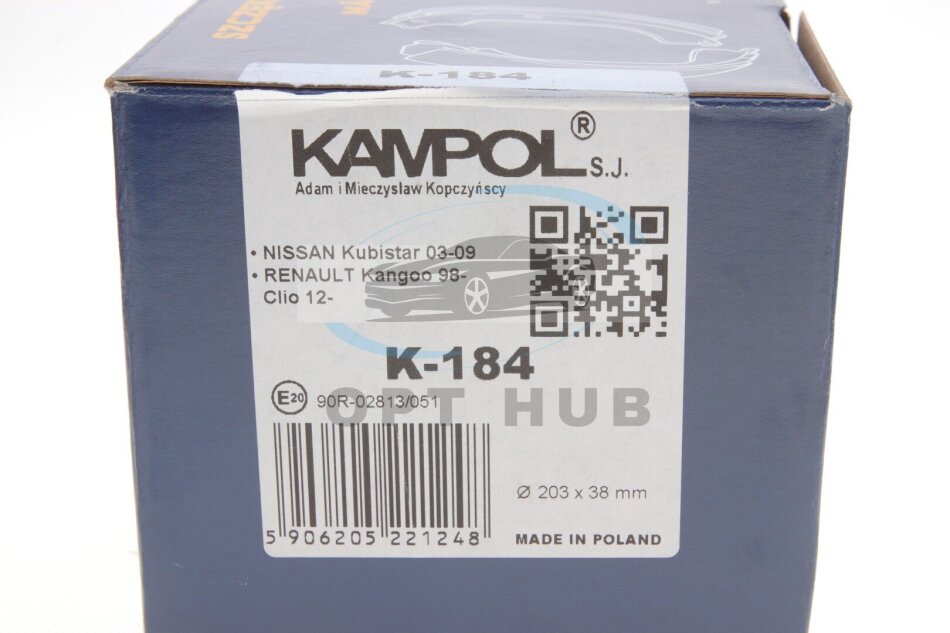 K-184
KAMPOL® S.J.
Adam i Mieczysław Kopczyńscy
• NISSAN Kubistar 03-09
• RENAULT Kangoo 98-
Clio 12-
K-184
E20 90R-02813/051
OPT HUB
Ø 203 x 38 mm
5 906205 221248
MADE IN POLAND